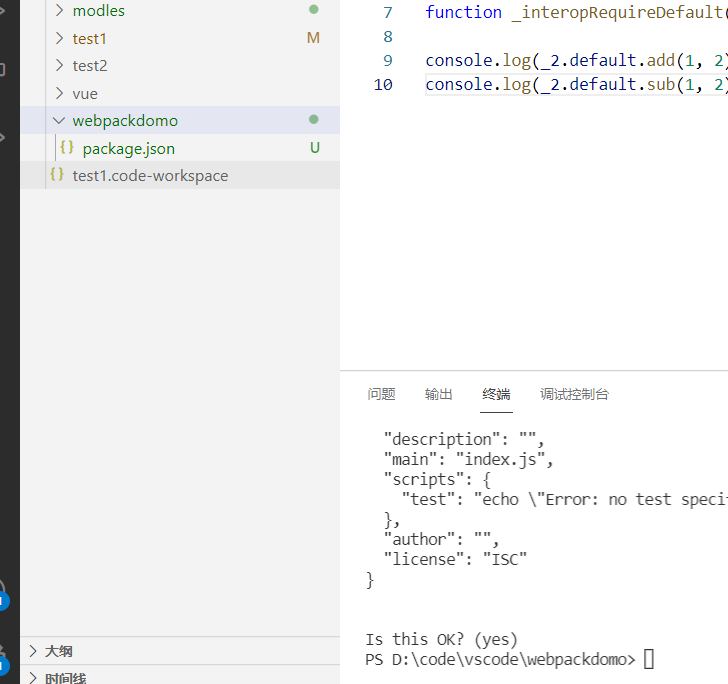 modles
test1 M
test2
vue
webpackdomo
{} package.json U
{} test1.code-workspace
大纲
时间线
7 function _interopRequireDefault(
8
9 console.log(_2.default.add(1, 2)
10 console.log(_2.default.sub(1, 2)
问题 输出 终端 调试控制台
"description": "",
"main": "index.js",
"scripts": {
"test": "echo \"Error: no test speci
},
"author": "",
"license": "ISC"
}
Is this OK? (yes)
PS D:\code\vscode\webpackdomo>